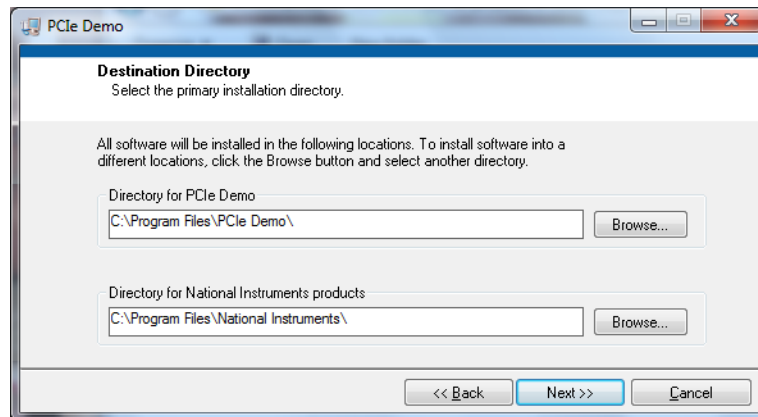 PCIe Demo
Destination Directory
Select the primary installation directory.
All software will be installed in the following locations. To install software into a
different locations, click the Browse button and select another directory.
Directory for PCIe Demo
C:\Program Files\PCIe Demo\
Browse...
Directory for National Instruments products
C:\Program Files\National Instruments\
Browse...
<< Back
Next >>
Cancel